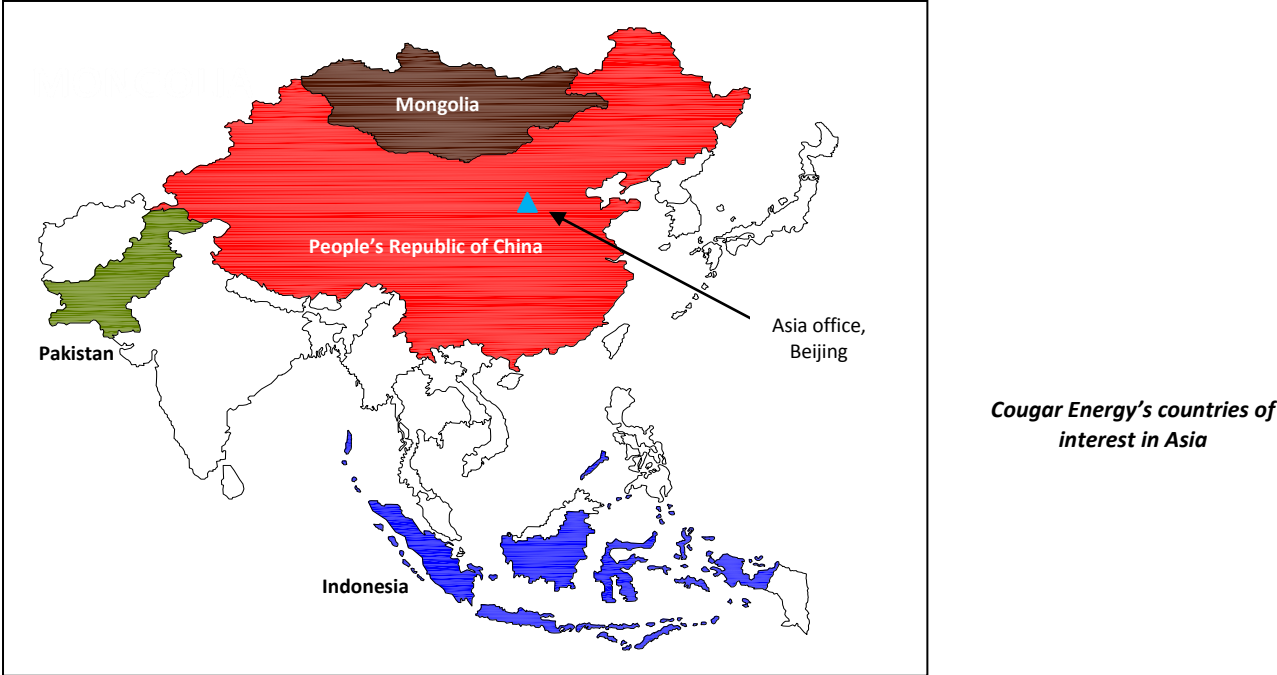 Mongolia
People’s Republic of China
Asia office,
Beijing
Pakistan
Cougar Energy’s countries of
interest in Asia
Indonesia